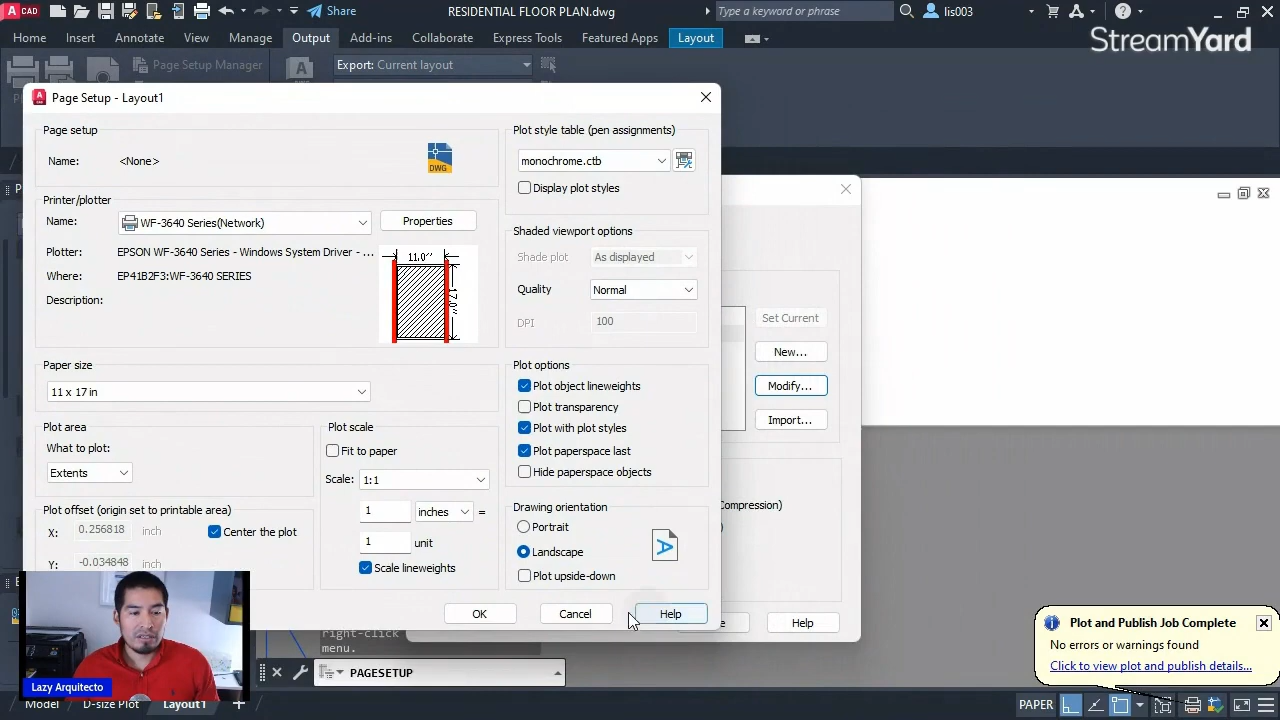 CAD
Share
RESIDENTIAL FLOOR PLAN.dwg
Type a keyword or phrase
lis003
Home Insert Annotate View Manage Output Add-ins Collaborate Express Tools Featured Apps Layout
StreamYard
Page Setup Manager
Export: Current layout
Page Setup - Layout1
Page setup
Name: <None>
DWG
Plot style table (pen assignments)
monochrome.ctb
Display plot styles
Printer/plotter
Name: WF-3640 Series(Network)
Properties
Plotter: EPSON WF-3640 Series - Windows System Driver - ...
Where: EP41B2F3:WF-3640 SERIES
Description:
11.0''
17.0''
Shaded viewport options
Shade plot As displayed
Quality Normal
DPI 100
Paper size
11 x 17 in
Plot options
Plot object lineweights
Plot transparency
Plot with plot styles
Plot paperspace last
Hide paperspace objects
Plot area
What to plot:
Extents
Plot scale
Fit to paper
Scale: 1:1
1 inches =
1 unit
Scale lineweights
Plot offset (origin set to printable area)
X: 0.256818 inch
Center the plot
Y: -0.034848 inch
Drawing orientation
Portrait
Landscape
A
Plot upside-down
OK Cancel Help
Set Current
New...
Modify...
Import...
Compression)
)
e
Help
right-click
menu.
PAGESETUP
Lazy Arquitecto
Model D-size Plot Layout1 +
Plot and Publish Job Complete
No errors or warnings found
Click to view plot and publish details...
PAPER